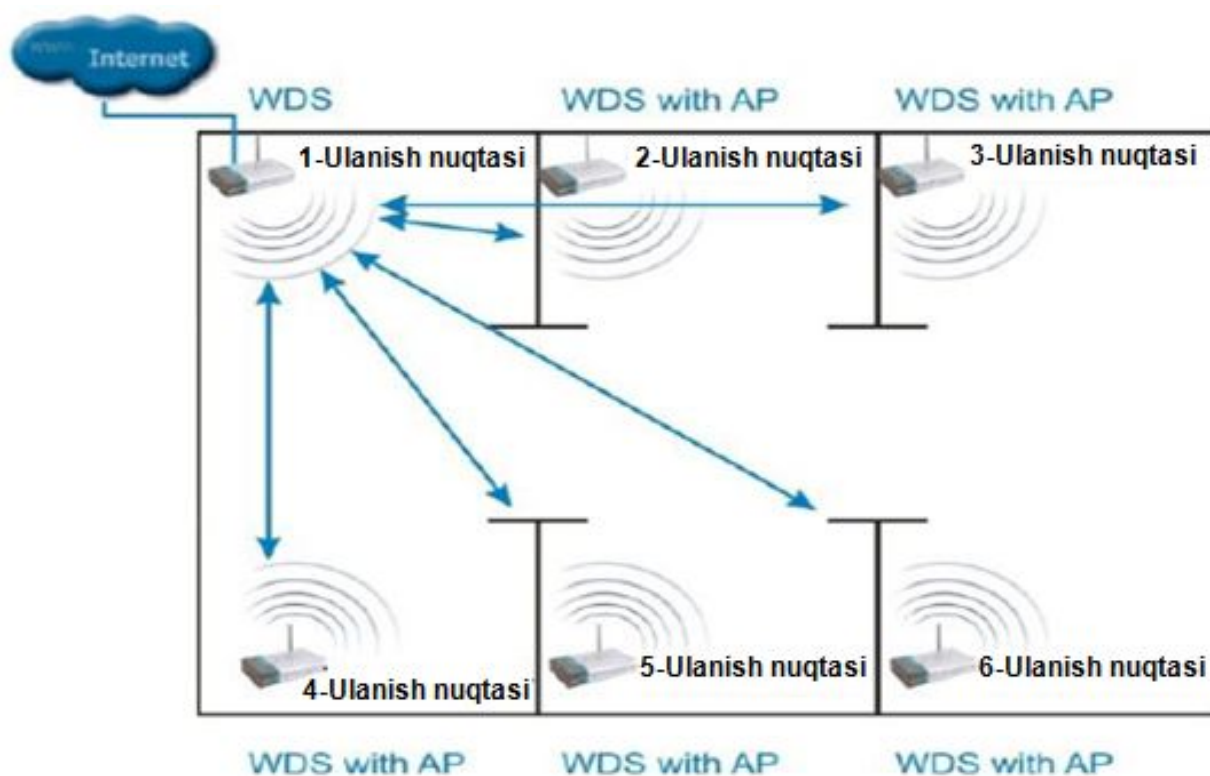 Internet
WDS
WDS with AP
WDS with AP
1-Ulanish nuqtasi
2-Ulanish nuqtasi
3-Ulanish nuqtasi
4-Ulanish nuqtasi
5-Ulanish nuqtasi
6-Ulanish nuqtasi
WDS with AP
WDS with AP
WDS with AP